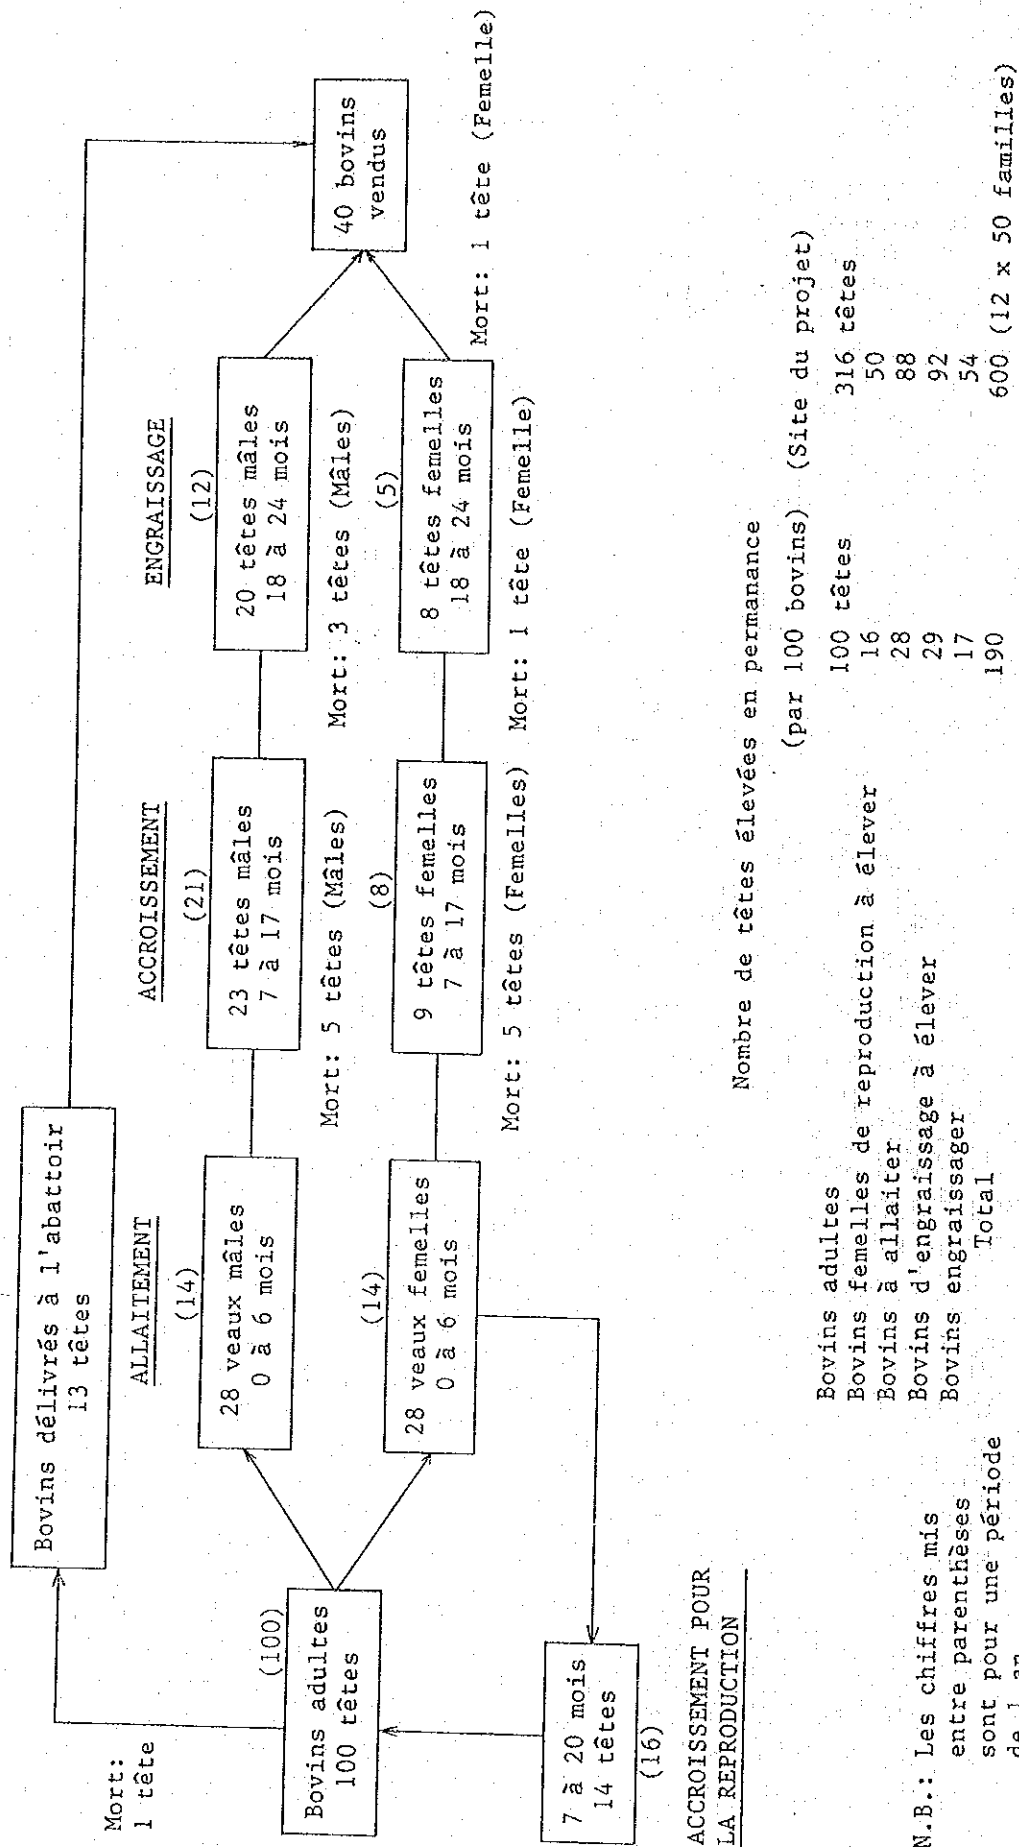 Mort:
1 tête
Bovins délivrés à l'abattoir
13 têtes
ALLAITEMENT
ACCROISSEMENT
ENGRAISSAGE
(100)
Bovins adultes
100 têtes
(14)
28 veaux mâles
0 à 6 mois
(21)
23 têtes mâles
7 à 17 mois
(12)
20 têtes mâles
18 à 24 mois
Mort: 5 têtes (Mâles)
Mort: 3 têtes (Mâles)
40 bovins
vendus
(14)
28 veaux femelles
0 à 6 mois
(8)
9 têtes femelles
7 à 17 mois
(5)
8 têtes femelles
18 à 24 mois
Mort: 1 tête (Femelle)
Mort: 5 têtes (Femelles)
Mort: 1 tête (Femelle)
7 à 20 mois
14 têtes
(16)
ACCROISSEMENT POUR
LA REPRODUCTION
Nombre de têtes élevées en permanance
(par 100 bovins) (Site du projet)
Bovins adultes 100 têtes 316 têtes
Bovins femelles de reproduction à élever 16 50
Bovins à allaiter 28 88
Bovins d'engraissage à élever 29 92
Bovins engraissager 17 54
Total 190 600 (12 x 50 familles)
N.B.: Les chiffres mis
entre parenthèses
sont pour une période
de 1 an